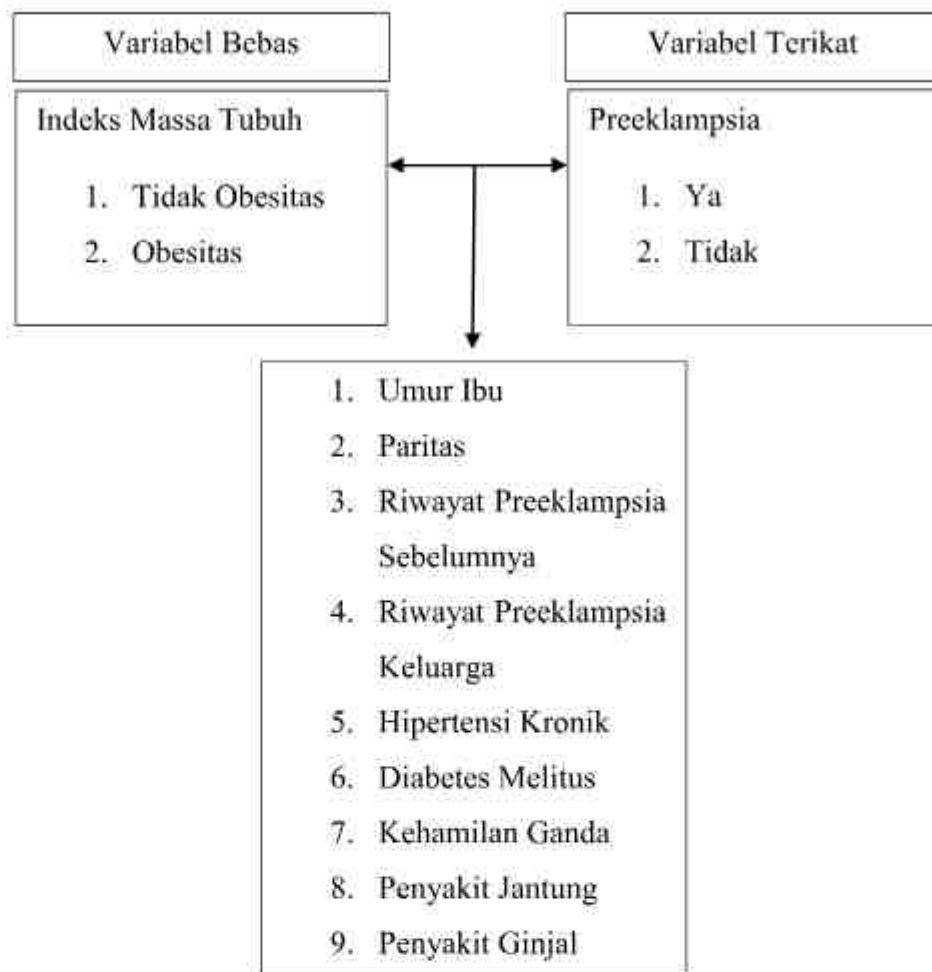 Variabel Bebas
Variabel Terikat
Indeks Massa Tubuh
1. Tidak Obesitas
2. Obesitas
Preeklampsia
1. Ya
2. Tidak
1. Umur Ibu
2. Paritas
3. Riwayat Preeklampsia
Sebelumnya
4. Riwayat Preeklampsia
Keluarga
5. Hipertensi Kronik
6. Diabetes Melitus
7. Kehamilan Ganda
8. Penyakit Jantung
9. Penyakit Ginjal